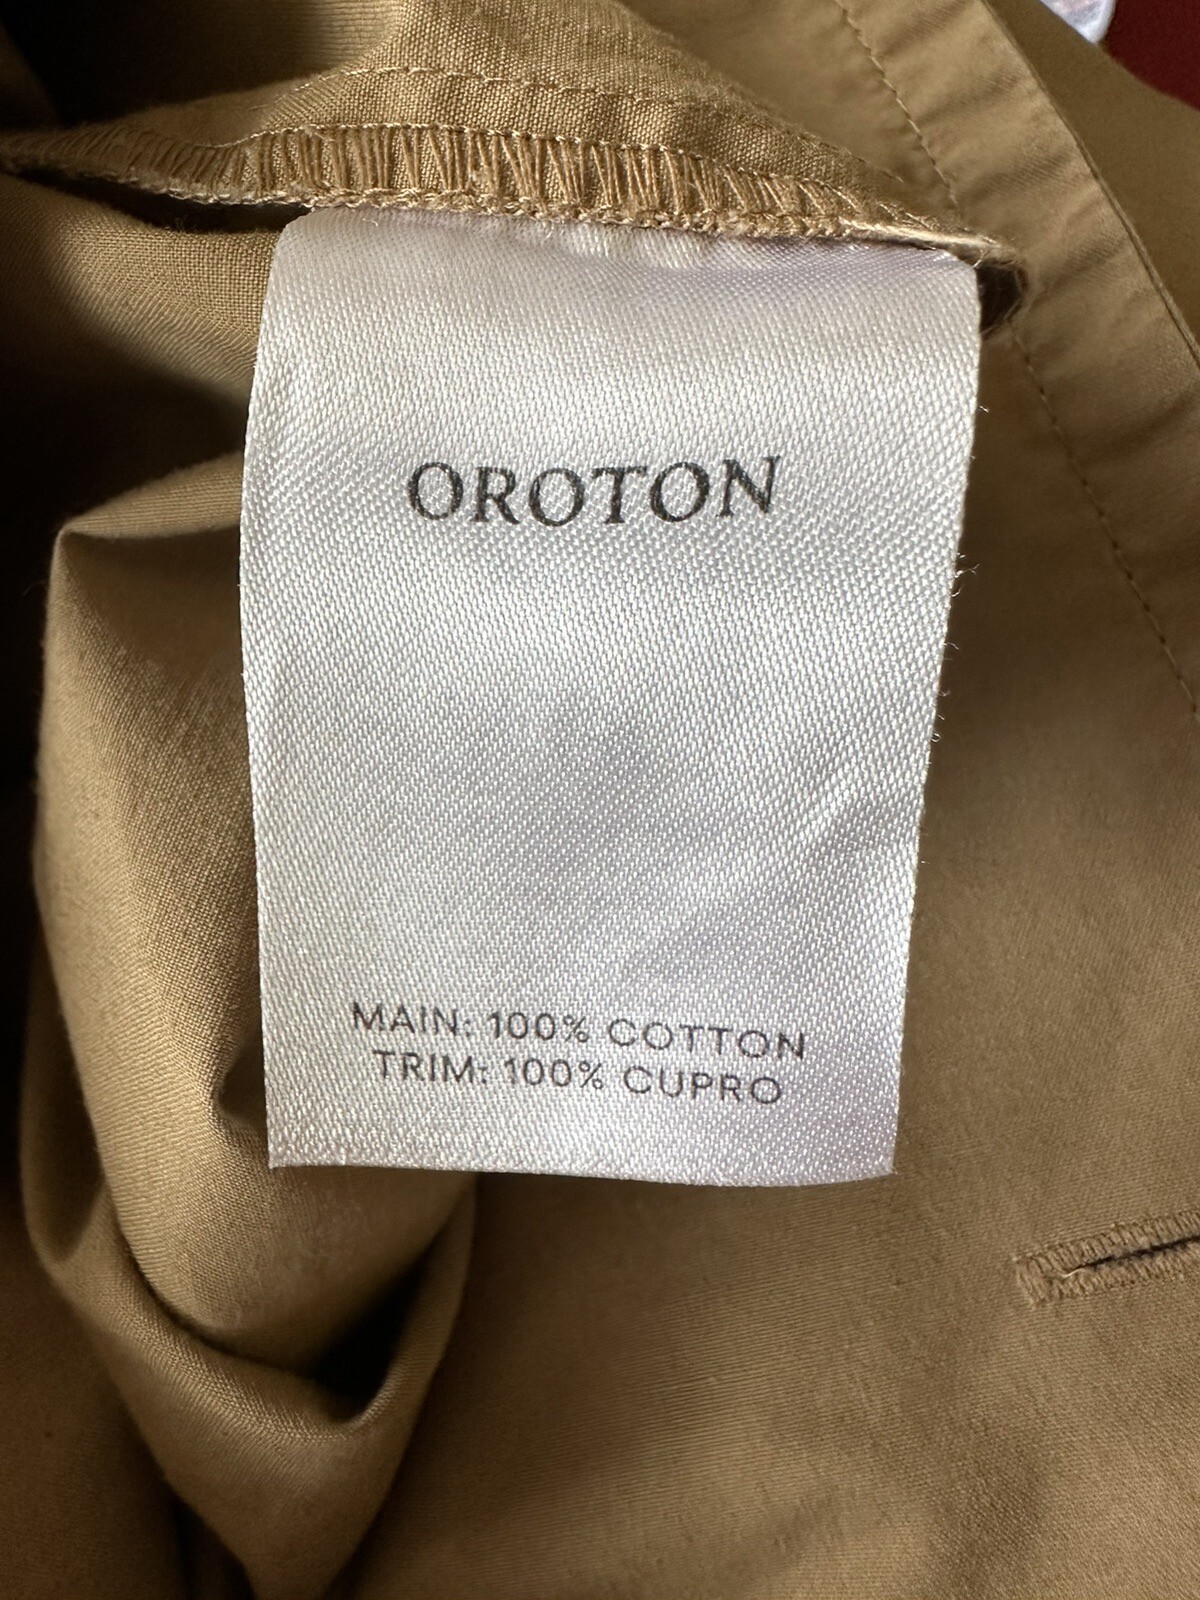 OROTON
MAIN: 100% COTTON
TRIM: 100% CUPRO